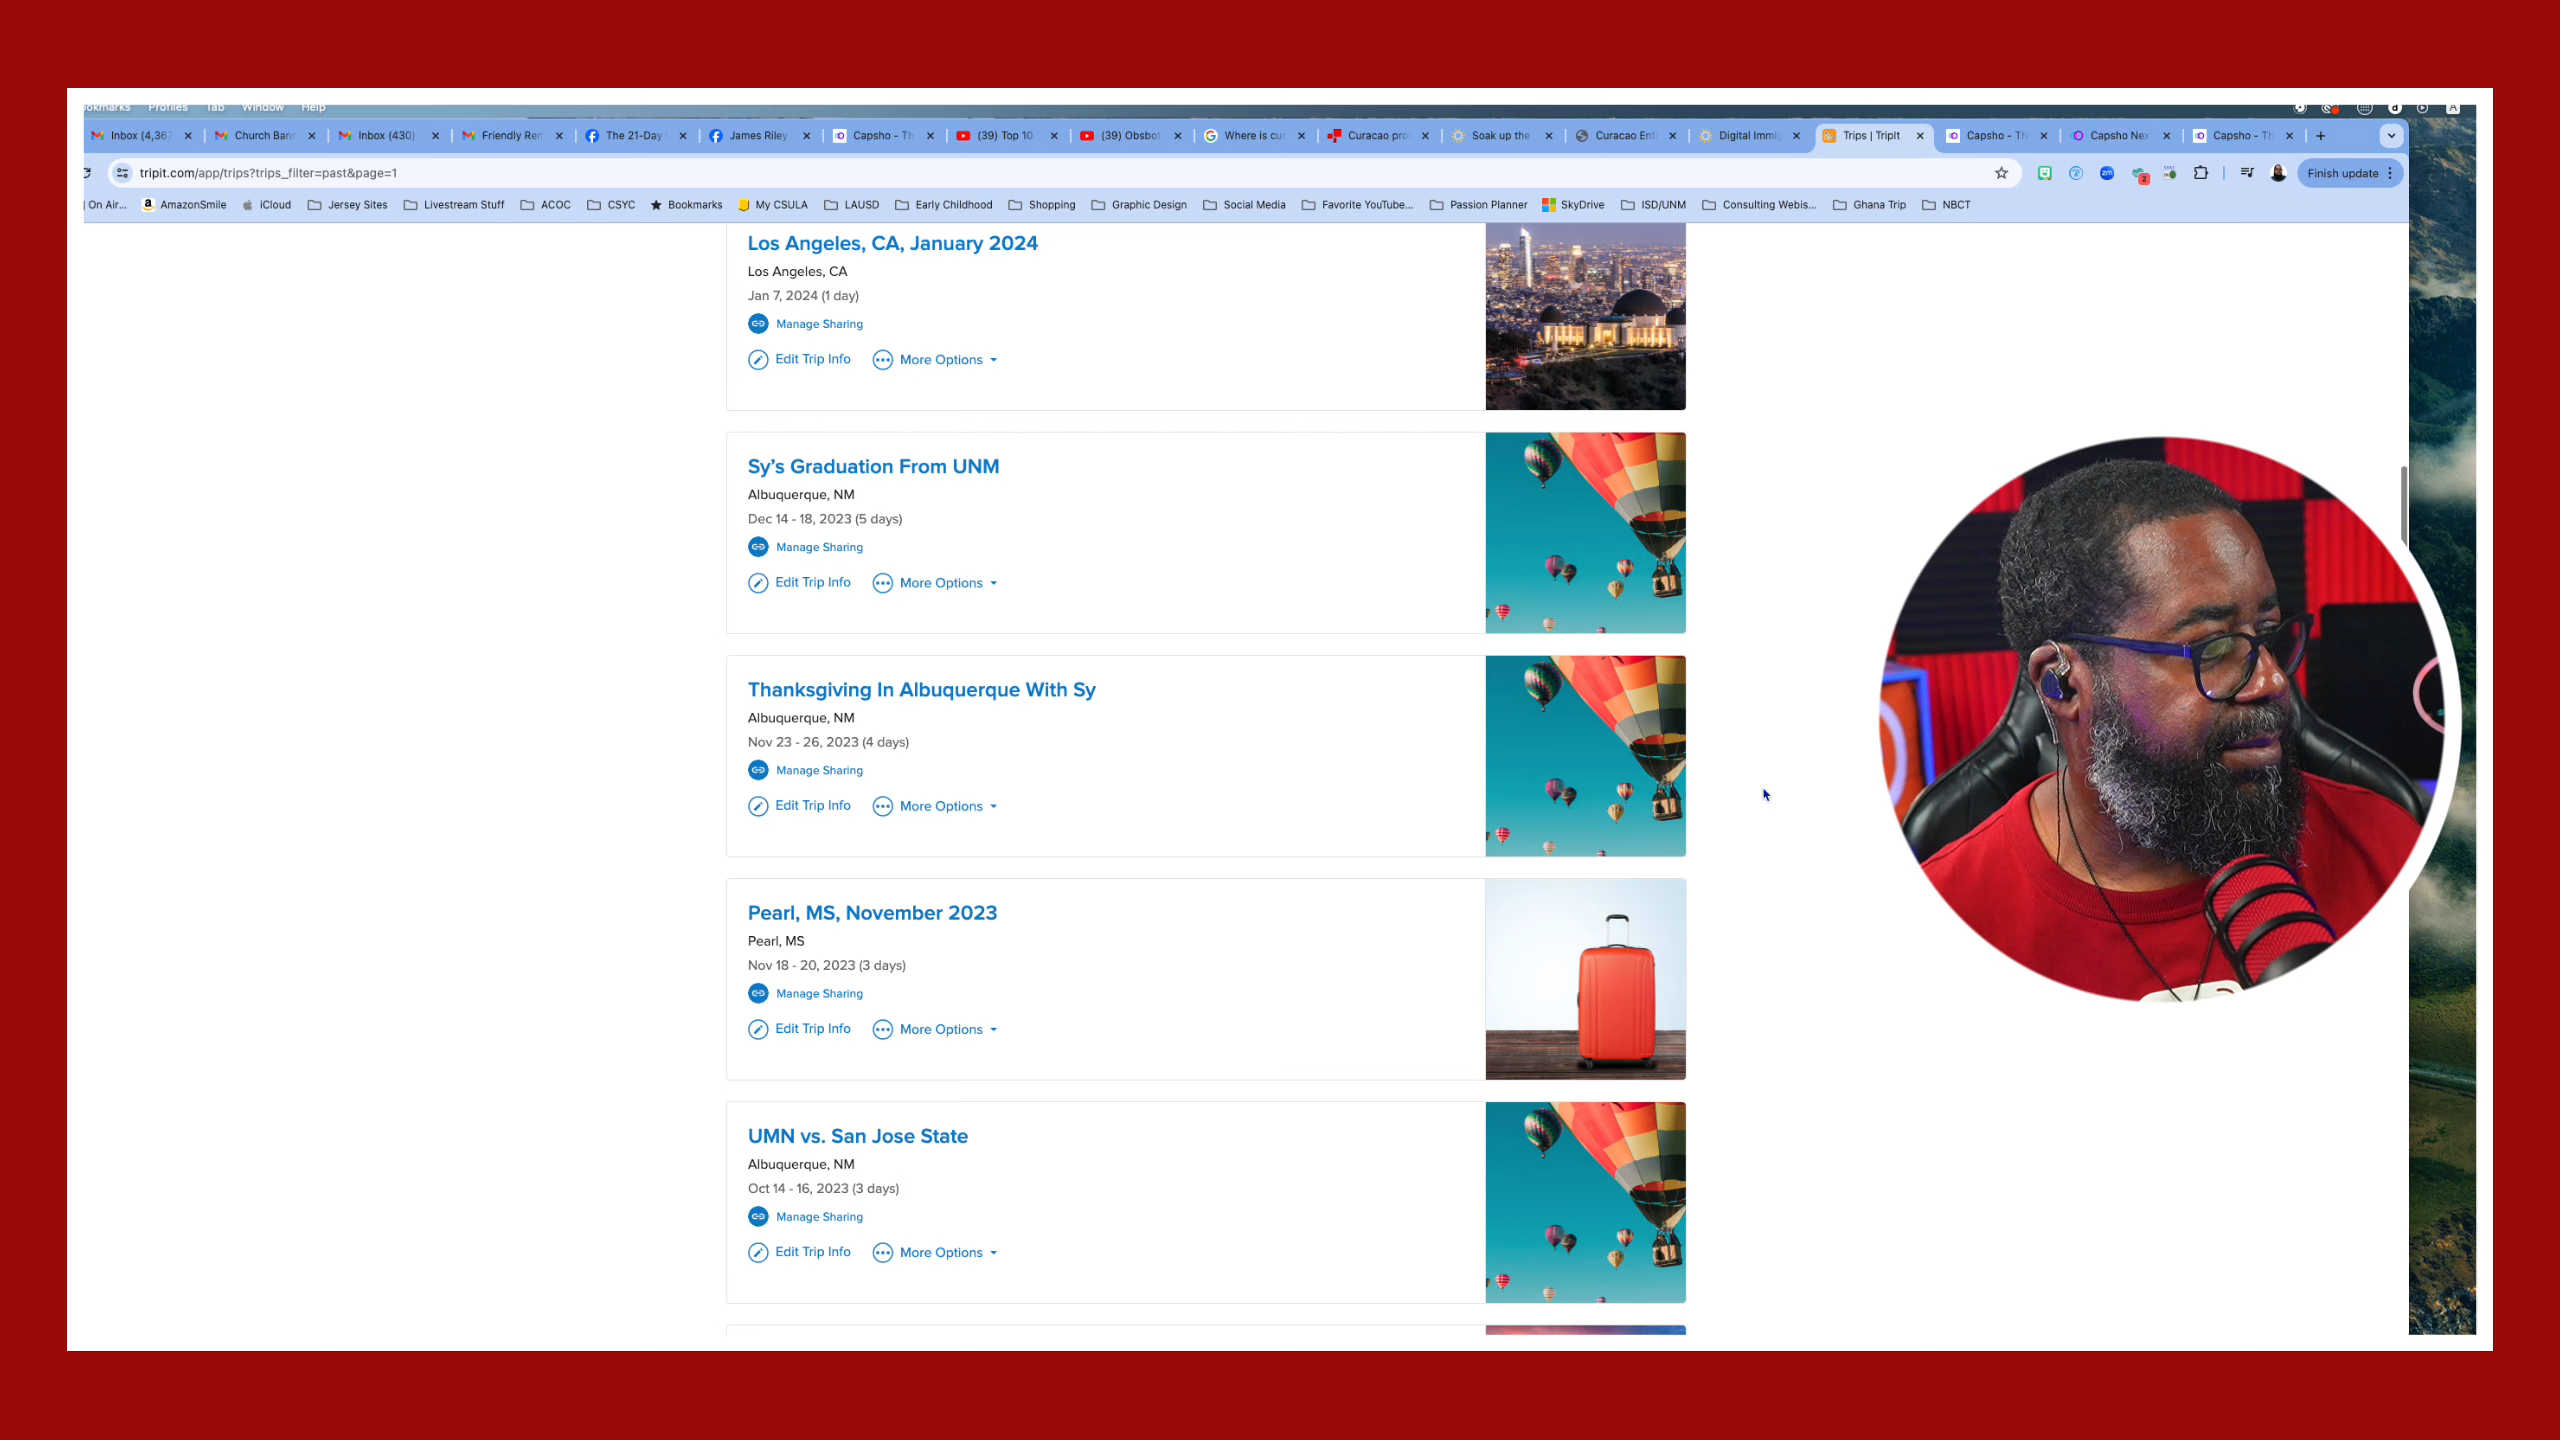 Bookmarks Profiles Tab Window Help
Inbox (4,367 Church Ban Inbox (430) Friendly Rem The 21-Day James Riley Capsho - Th (39) Top 10 (39) Obsbot Where is cur Curacao pro Soak up the Curacao Ent Digital Immig Trips | TripIt Capsho - Th Capsho Nex Capsho - Th
tripit.com/app/trips?trips_filter=past&page=1 Finish update
On Air... AmazonSmile iCloud Jersey Sites Livestream Stuff ACOC CSYC Bookmarks My CSULA LAUSD Early Childhood Shopping Graphic Design Social Media Favorite YouTube... Passion Planner SkyDrive ISD/UNM Consulting Webis... Ghana Trip NBCT
Los Angeles, CA, January 2024
Los Angeles, CA
Jan 7, 2024 (1 day)
Manage Sharing
Edit Trip Info More Options
Sy's Graduation From UNM
Albuquerque, NM
Dec 14 - 18, 2023 (5 days)
Manage Sharing
Edit Trip Info More Options
Thanksgiving In Albuquerque With Sy
Albuquerque, NM
Nov 23 - 26, 2023 (4 days)
Manage Sharing
Edit Trip Info More Options
Pearl, MS, November 2023
Pearl, MS
Nov 18 - 20, 2023 (3 days)
Manage Sharing
Edit Trip Info More Options
UMN vs. San Jose State
Albuquerque, NM
Oct 14 - 16, 2023 (3 days)
Manage Sharing
Edit Trip Info More Options